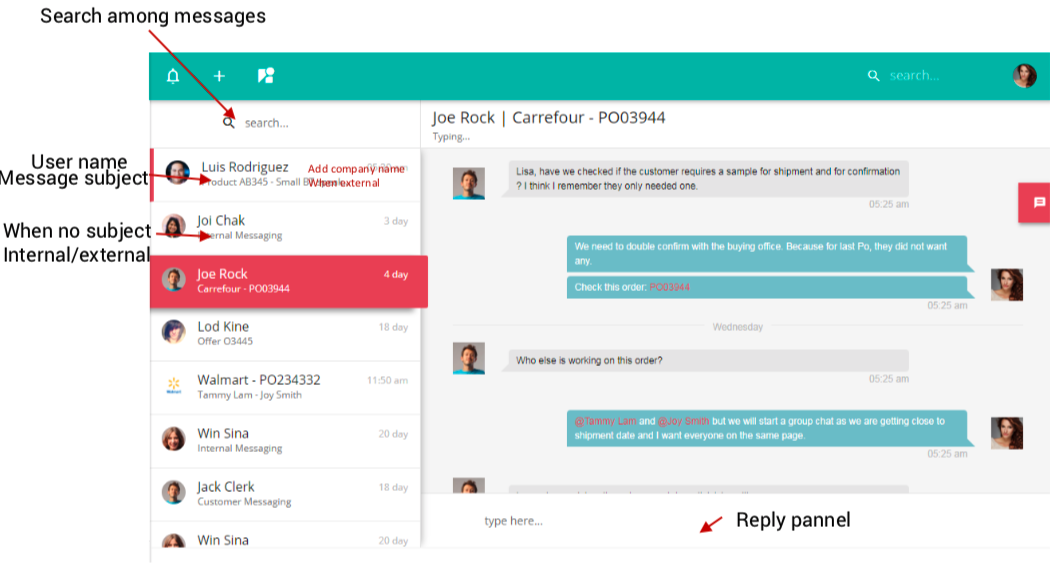 Search among messages
search...
search...
Joe Rock | Carrefour - PO03944
Typing...
User name
Message subject
Luis Rodriguez
Add company name
When external
Product AB345 - Small
Lisa, have we checked if the customer requires a sample for shipment and for confirmation
? I think I remember they only needed one.
05:25 am
When no subject
Internal/external
Joi Chak
3 day
Internal Messaging
We need to double confirm with the buying office. Because for last Po, they did not want
any.
Check this order: PO03944
05:25 am
Joe Rock
4 day
Carrefour - PO03944
Wednesday
Lod Kine
18 day
Offer O3445
Who else is working on this order?
05:25 am
Walmart - PO234332
11:50 am
Tammy Lam - Joy Smith
Walmart
@Tammy Lam and @Joy Smith but we will start a group chat as we are getting close to
shipment date and I want everyone on the same page.
05:25 am
Win Sina
20 day
Internal Messaging
Jack Clerk
18 day
Customer Messaging
Win Sina
20 day
type here...
Reply pannel